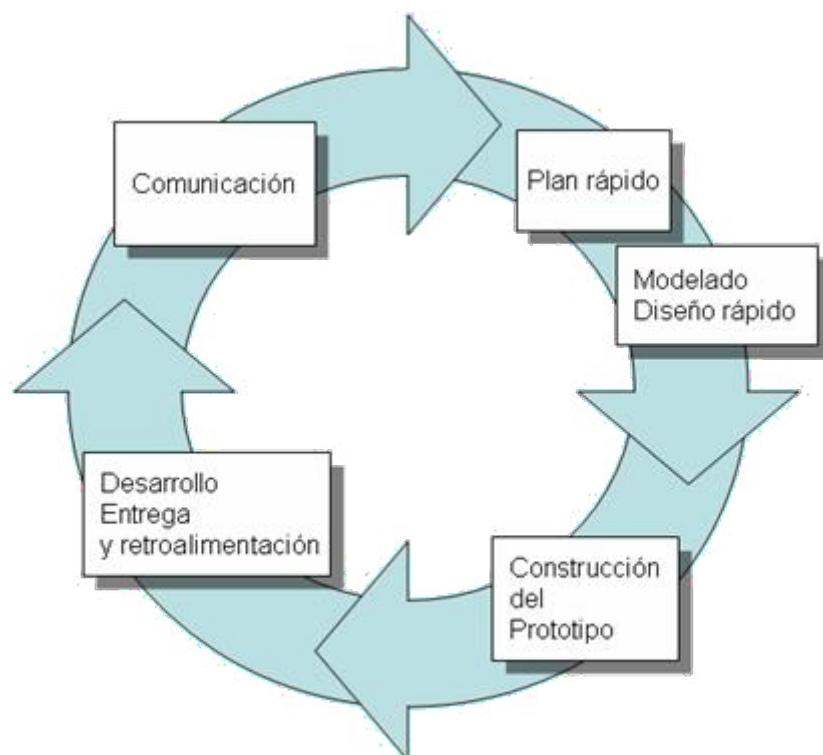 Comunicación
Plan rápido
Modelado
Diseño rápido
Construcción
del
Prototipo
Desarrollo
Entrega
y retroalimentación